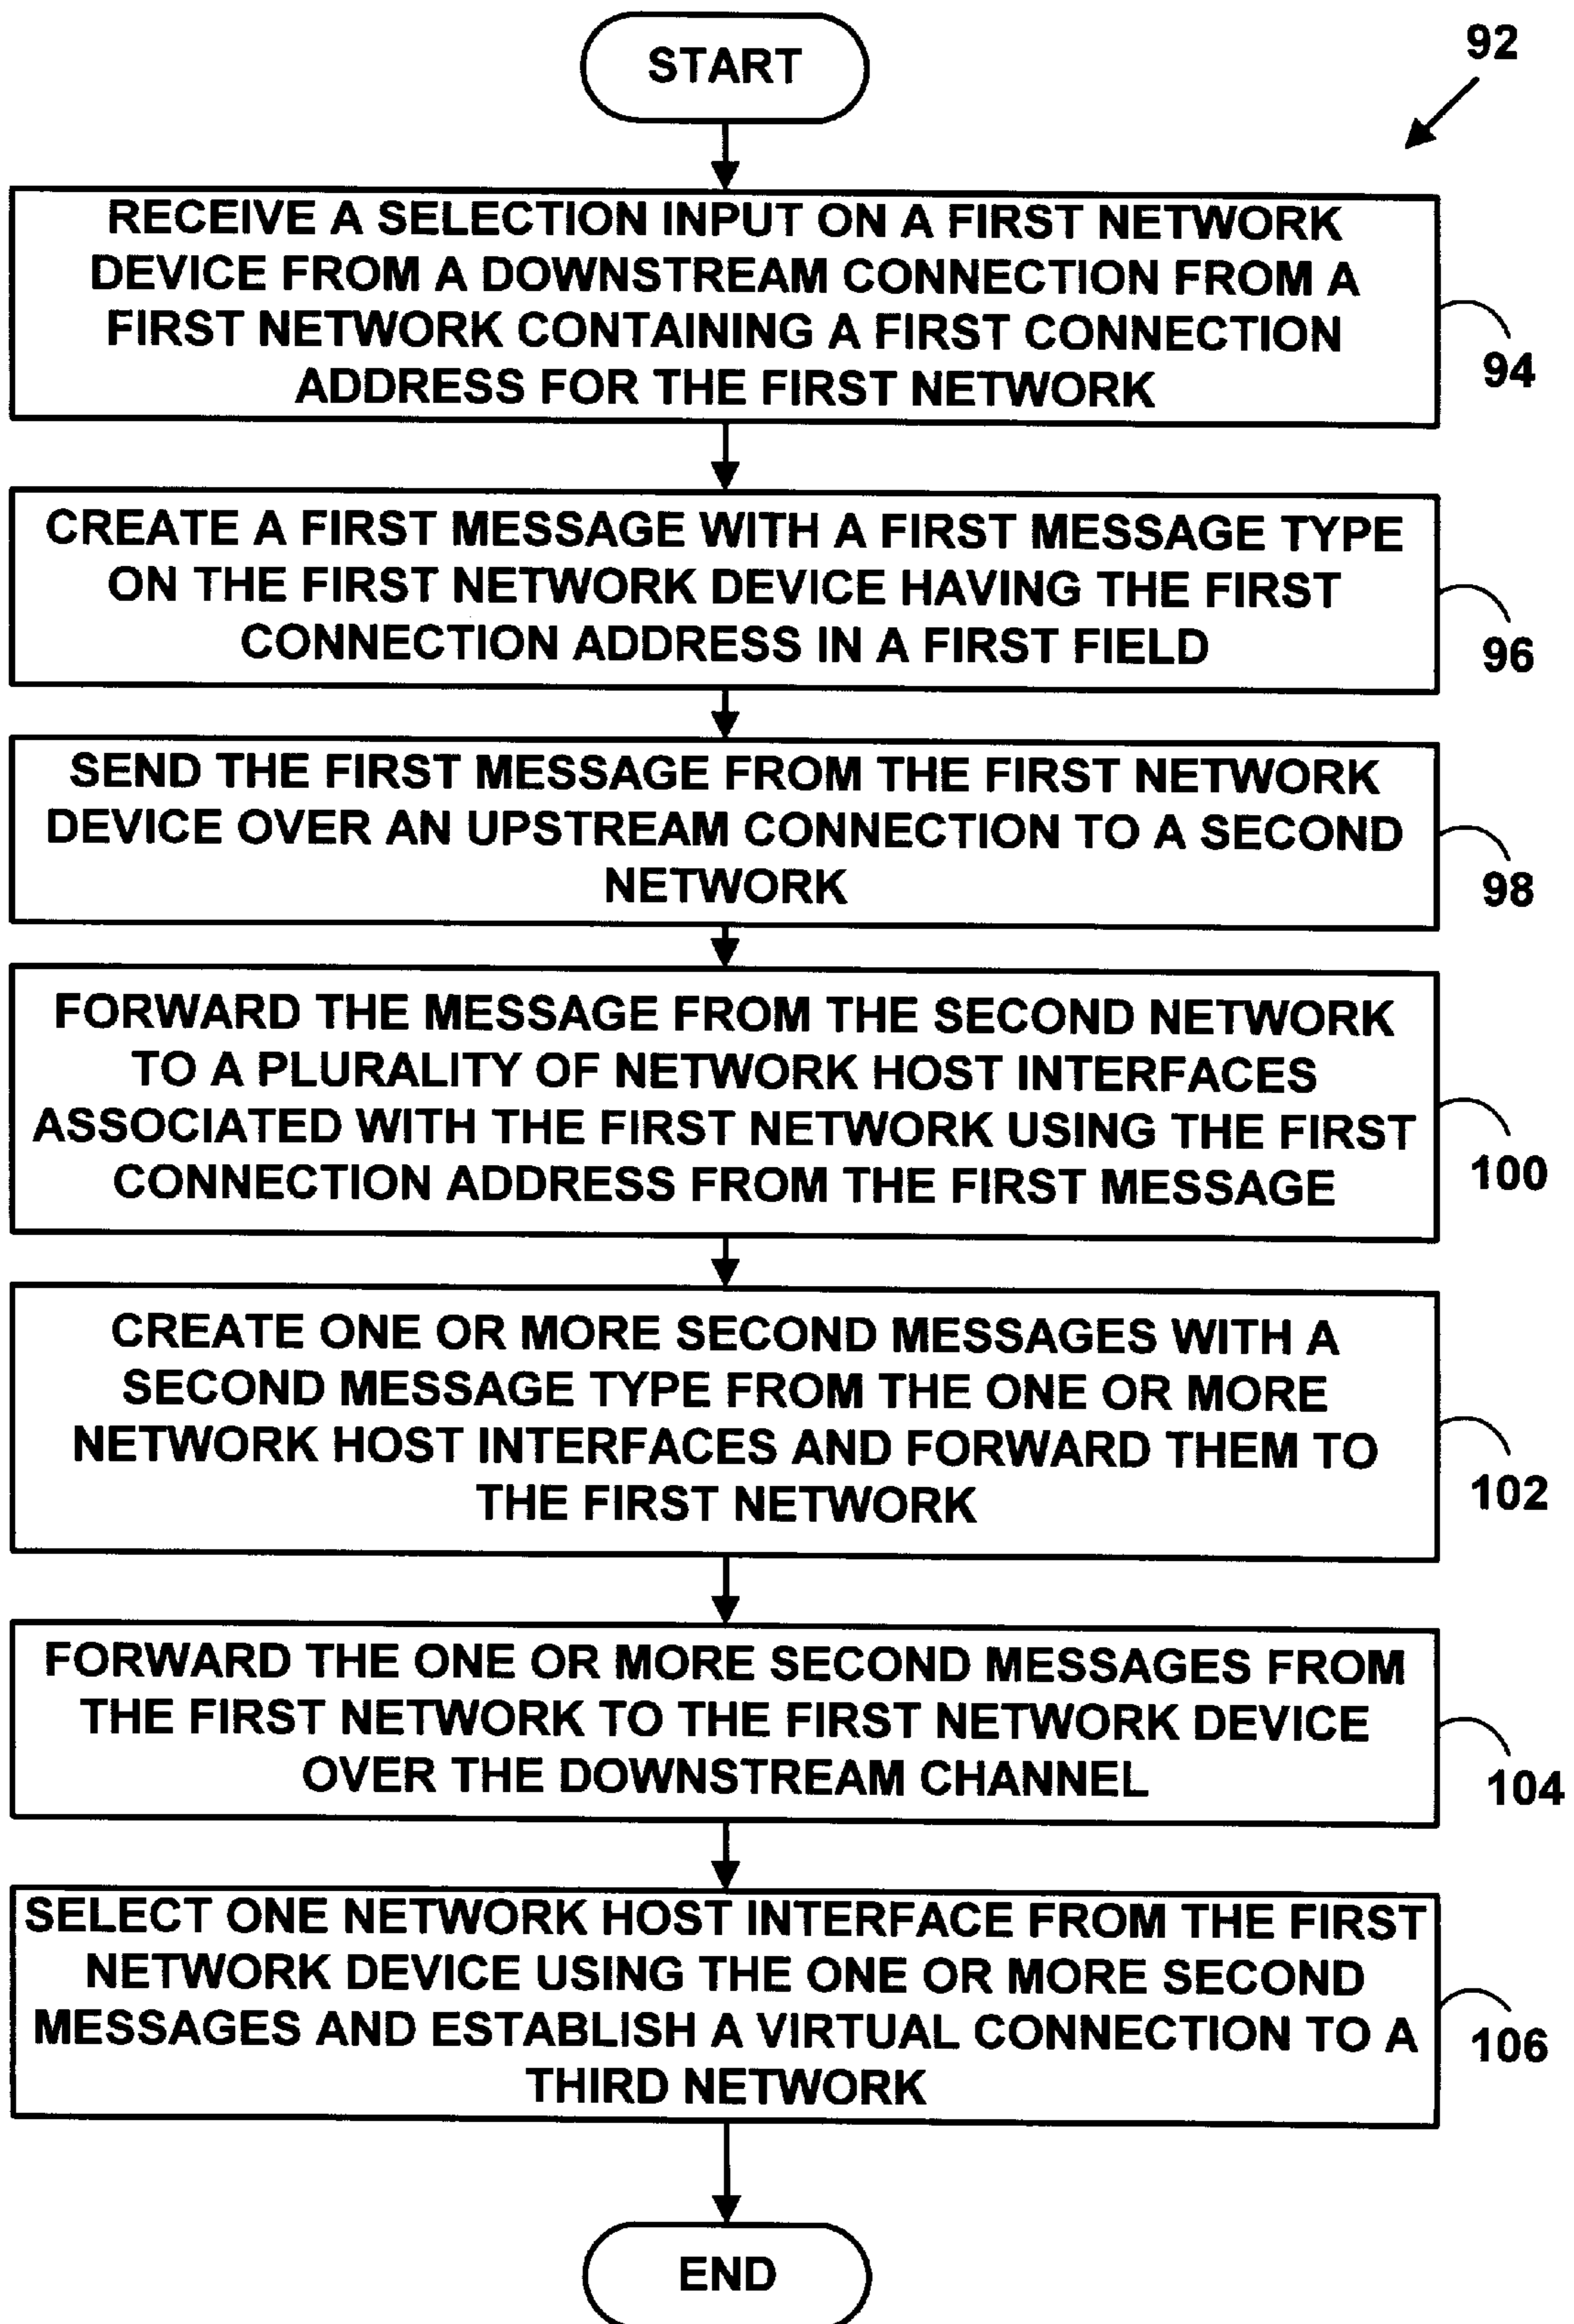 START
92
RECEIVE A SELECTION INPUT ON A FIRST NETWORK
DEVICE FROM A DOWNSTREAM CONNECTION FROM A
FIRST NETWORK CONTAINING A FIRST CONNECTION
ADDRESS FOR THE FIRST NETWORK
94
CREATE A FIRST MESSAGE WITH A FIRST MESSAGE TYPE
ON THE FIRST NETWORK DEVICE HAVING THE FIRST
CONNECTION ADDRESS IN A FIRST FIELD
96
SEND THE FIRST MESSAGE FROM THE FIRST NETWORK
DEVICE OVER AN UPSTREAM CONNECTION TO A SECOND
NETWORK
98
FORWARD THE MESSAGE FROM THE SECOND NETWORK
TO A PLURALITY OF NETWORK HOST INTERFACES
ASSOCIATED WITH THE FIRST NETWORK USING THE FIRST
CONNECTION ADDRESS FROM THE FIRST MESSAGE
100
CREATE ONE OR MORE SECOND MESSAGES WITH A
SECOND MESSAGE TYPE FROM THE ONE OR MORE
NETWORK HOST INTERFACES AND FORWARD THEM TO
THE FIRST NETWORK
102
FORWARD THE ONE OR MORE SECOND MESSAGES FROM
THE FIRST NETWORK TO THE FIRST NETWORK DEVICE
OVER THE DOWNSTREAM CHANNEL
104
SELECT ONE NETWORK HOST INTERFACE FROM THE FIRST
NETWORK DEVICE USING THE ONE OR MORE SECOND
MESSAGES AND ESTABLISH A VIRTUAL CONNECTION TO A
THIRD NETWORK
106
END